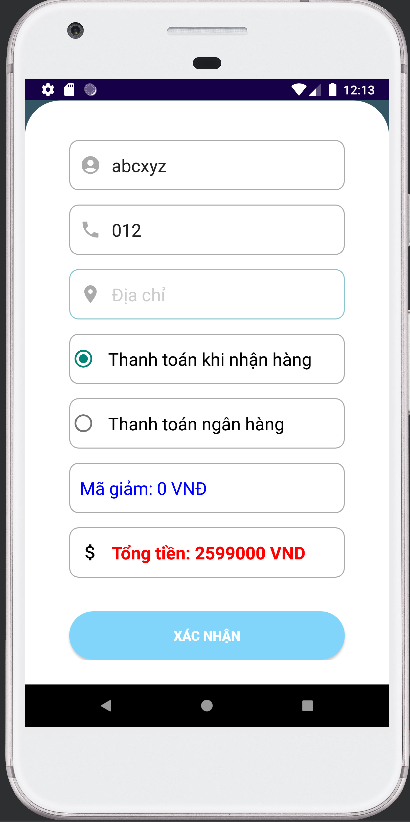 12:13
abcxyz
012
Địa chỉ
Thanh toán khi nhận hàng
Thanh toán ngân hàng
Mã giảm: 0 VNĐ
$ Tổng tiền: 2599000 VND
XÁC NHẬN